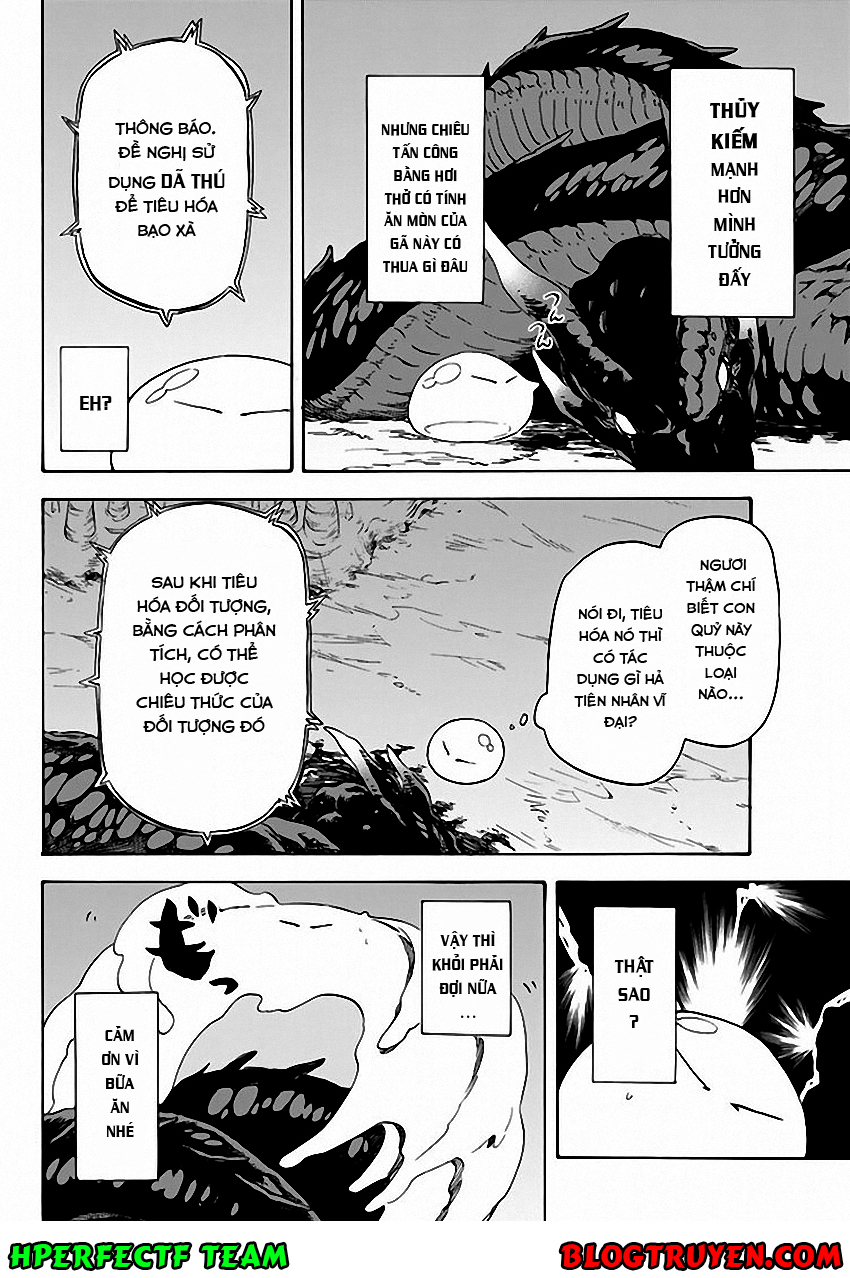 THỦY
KIẾM
MẠNH
HƠN
MÌNH
TƯỞNG
ĐẤY
NHƯNG CHIÊU
TẤN CÔNG
BẰNG HƠI
THỞ CÓ TÍNH
ĂN MÒN CỦA
GÃ NÀY CÓ
THUA GÌ ĐÂU
THÔNG BÁO.
ĐỀ NGHỊ SỬ
DỤNG DÃ THÚ
ĐỂ TIÊU HÓA
BẠO XÀ
EH?
NGƯƠI
THẬM CHÍ
BIẾT CON
QUỶ NÀY
THUỘC
LOẠI
NÀO...
NÓI ĐI, TIÊU
HÓA NÓ THÌ
CÓ TÁC
DỤNG GÌ HẢ
TIỆN NHÂN VĨ
ĐẠI?
SAU KHI TIÊU
HÓA ĐỐI TƯỢNG,
BẰNG CÁCH PHÂN
TÍCH, CÓ THỂ
HỌC ĐƯỢC
CHIÊU THỨC CỦA
ĐỐI TƯỢNG ĐÓ
THẬT
SAO
?
VẬY THÌ
KHỎI PHẢI
ĐỢI NỮA
...
CẢM
ƠN VÌ
BỮA
ĂN
NHÉ
HPERFECTF TEAM
BLOGTRUYEN.COM